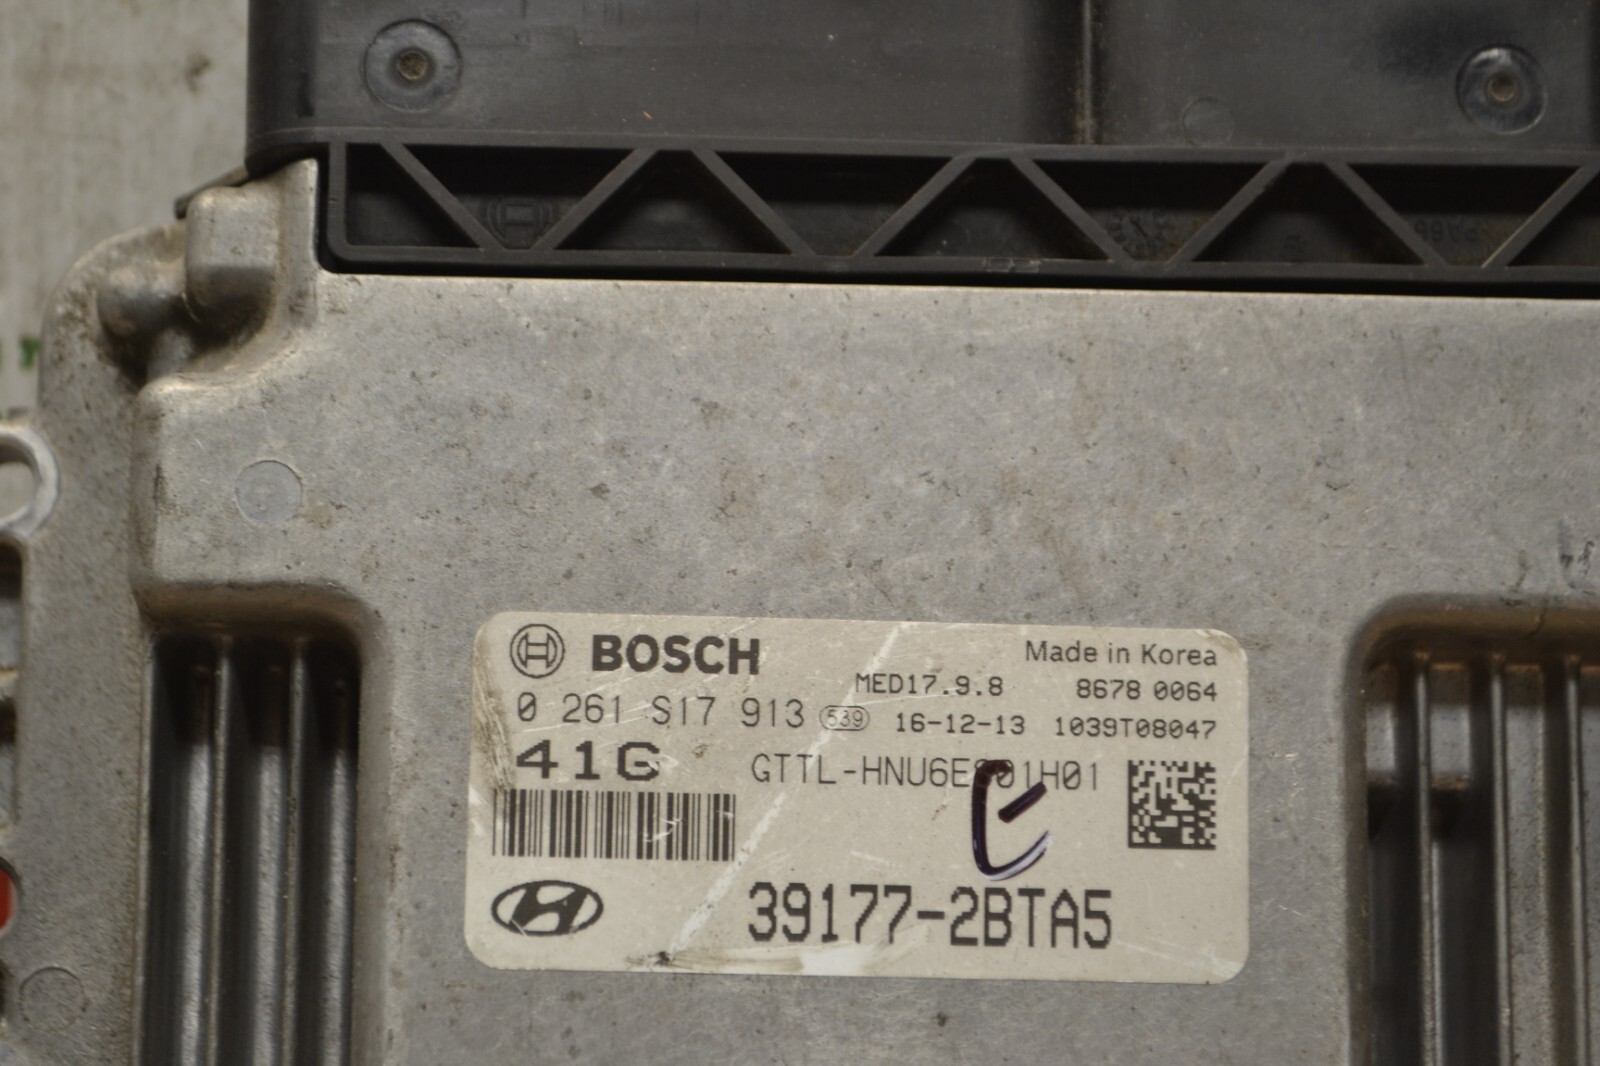 BOSCH
Made in Korea
MED17.9.8
8678 0064
0 261 S17 913
539
16-12-13
1039T08047
41G
39177-2BTA5